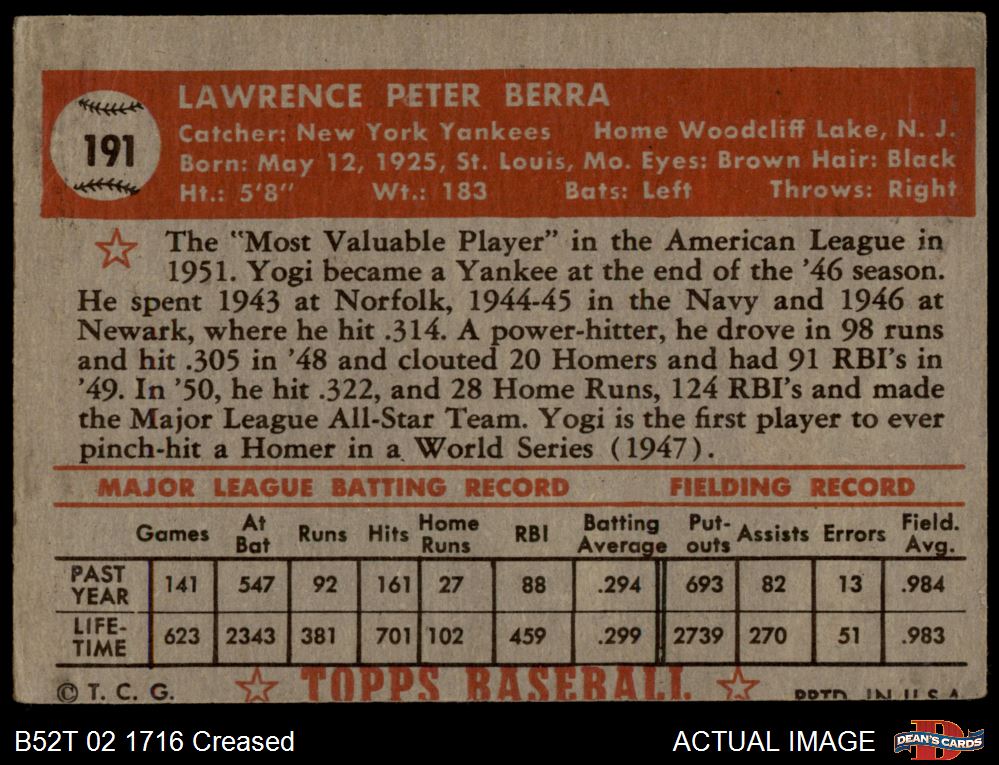 LAWRENCE PETER BERRA
191
Catcher: New York Yankees Home Woodcliff Lake, N. J.
Born: May 12, 1925, St. Louis, Mo. Eyes: Brown Hair: Black
Ht.: 5'8" Wt.: 183 Bats: Left Throws: Right
The "Most Valuable Player" in the American League in
1951. Yogi became a Yankee at the end of the '46 season.
He spent 1943 at Norfolk, 1944-45 in the Navy and 1946 at
Newark, where he hit .314. A power-hitter, he drove in 98 runs
and hit .305 in '48 and clouted 20 Homers and had 91 RBI's in
'49. In '50, he hit .322, and 28 Home Runs, 124 RBI's and made
the Major League All-Star Team. Yogi is the first player to ever
pinch-hit a Homer in a World Series (1947).
MAJOR LEAGUE BATTING RECORD FIELDING RECORD
Games At Bat Runs Hits Home Runs RBI Batting Average Put-outs Assists Errors Field. Avg.
PAST YEAR 141 547 92 161 27 88 .294 693 82 13 .984
LIFE-TIME 623 2343 381 701 102 459 .299 2739 270 51 .983
© T. C. G. TOPPS BASEBALL PRTD. IN U.S.A.
B52T 02 1716 Creased ACTUAL IMAGE DEAN'S CARDS